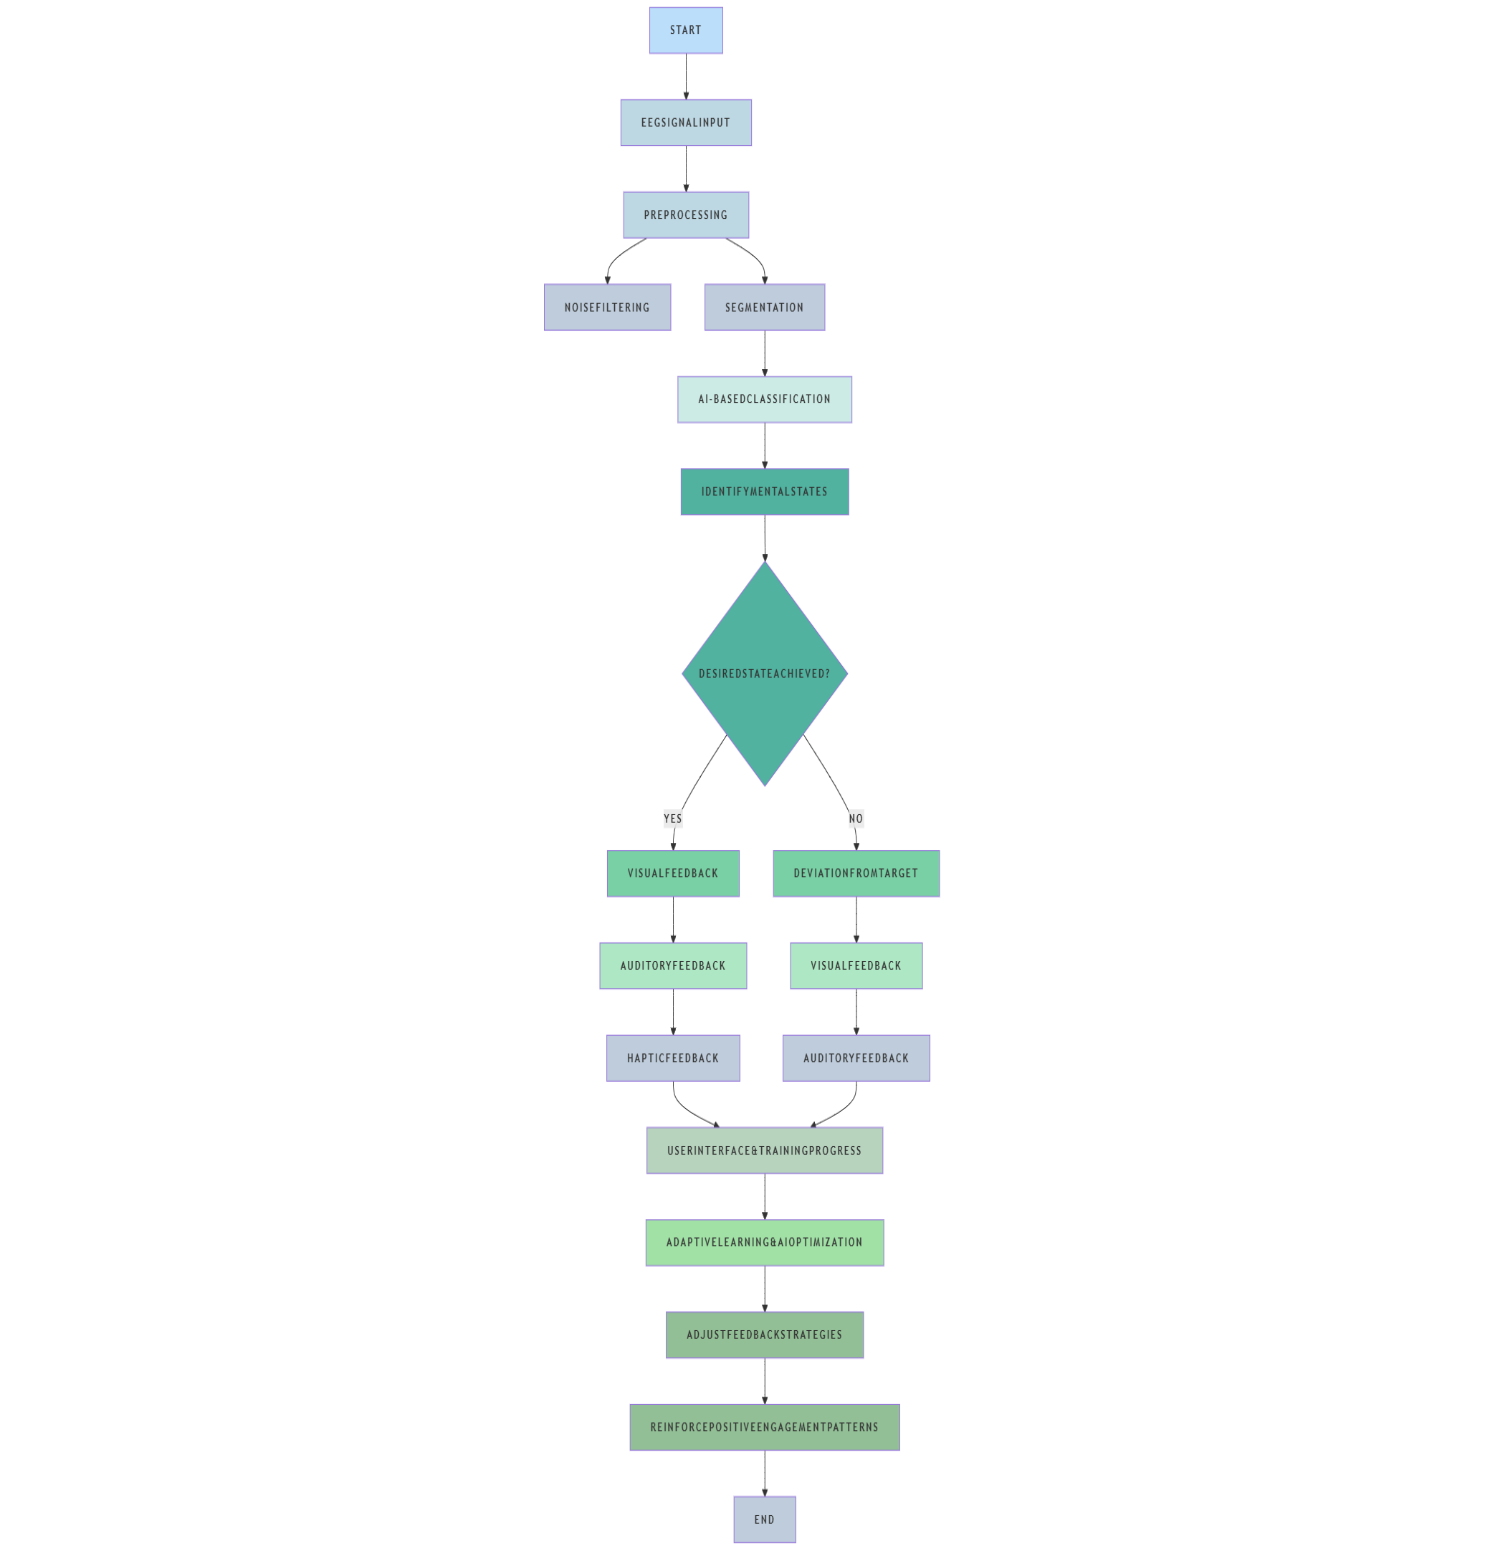 START
EEGSIGNALINPUT
PREPROCESSING
NOISEFILTERING
SEGMENTATION
AI-BASEDCLASSIFICATION
IDENTIFYMENTALSTATES
DESIREDSTATEACHIEVED?
YES
NO
VISUALFEEDBACK
DEVIATIONFROMTARGET
AUDITORYFEEDBACK
VISUALFEEDBACK
HAPTICFEEDBACK
AUDITORYFEEDBACK
USERINTERFACE&TRAININGPROGRESS
ADAPTIVELEARNING&AIOPTIMIZATION
ADJUSTFEEDBACKSTRATEGIES
REINFORCEPOSITIVEENGAGEMENTPATTERNS
END